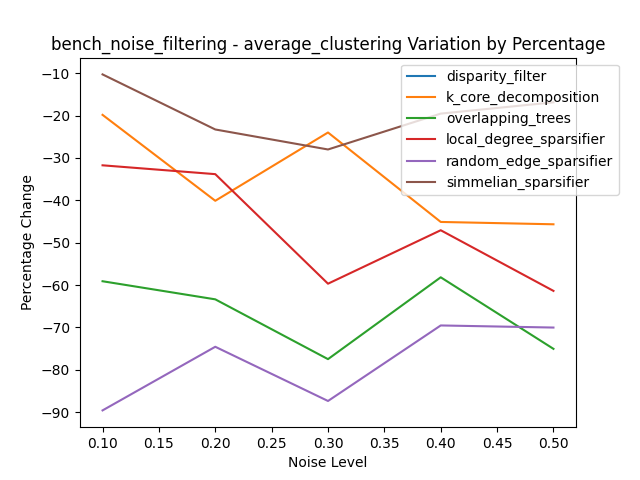 bench_noise_filtering - average_clustering Variation by Percentage
−10
−20
−30
−40
−50
−60
−70
−80
−90
Percentage Change
disparity_filter
k_core_decomposition
overlapping_trees
local_degree_sparsifier
random_edge_sparsifier
simmelian_sparsifier
0.10 0.15 0.20 0.25 0.30 0.35 0.40 0.45 0.50
Noise Level